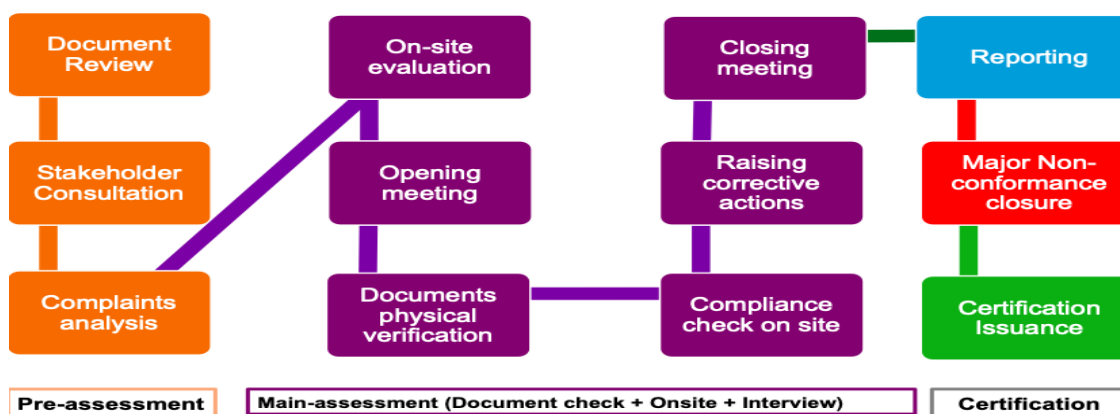 Document
Review
Stakeholder
Consultation
Complaints
analysis
On-site
evaluation
Opening
meeting
Documents
physical
verification
Compliance
check on site
Raising
corrective
actions
Closing
meeting
Reporting
Major Non-
conformance
closure
Certification
Issuance
Pre-assessment
Main-assessment (Document check + Onsite + Interview)
Certification